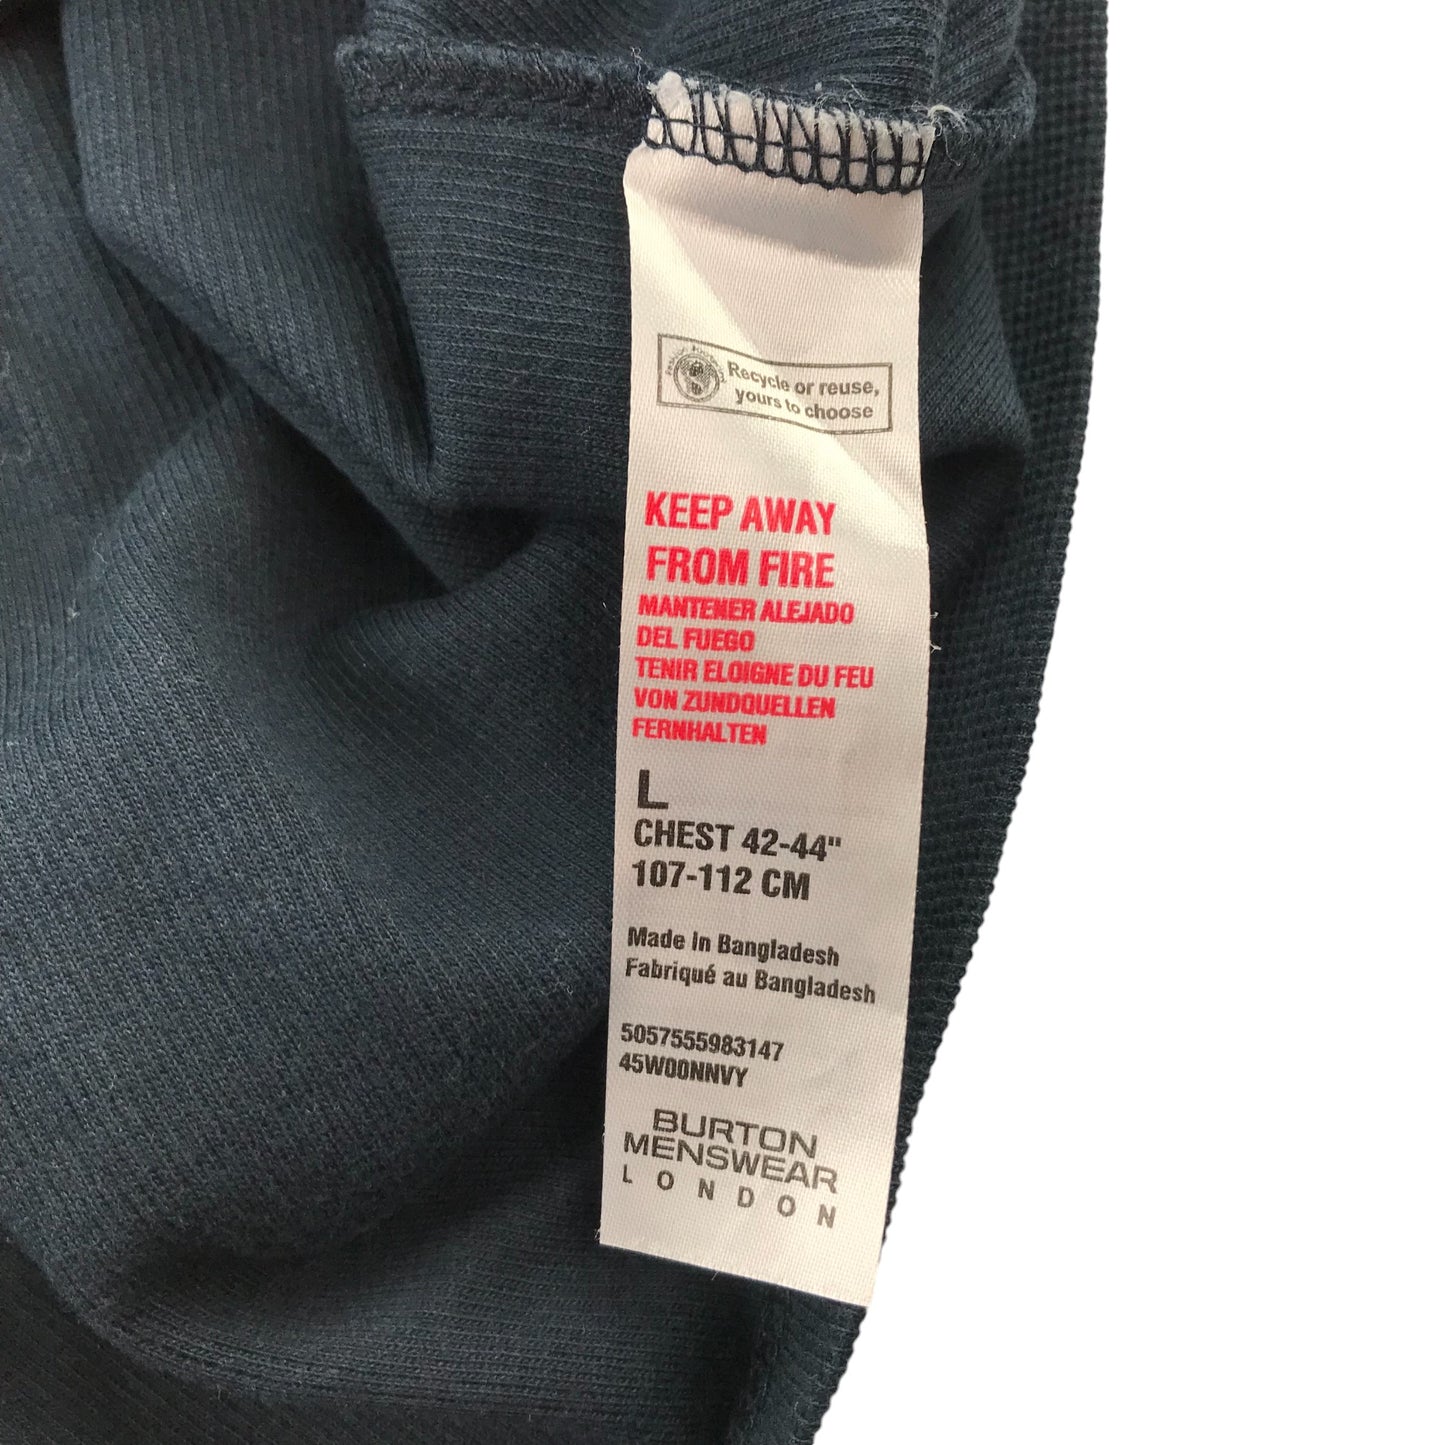 Recycle or reuse,
yours to choose
KEEP AWAY
FROM FIRE
MANTENER ALEJADO
DEL FUEGO
TENIR ELOIGNE DU FEU
VON ZUNDQUELLEN
FERNHALTEN
L
CHEST 42-44"
107-112 CM
Made in Bangladesh
Fabriqué au Bangladesh
5057555983147
45W00NNVY
BURTON
MENSWEAR
LONDON